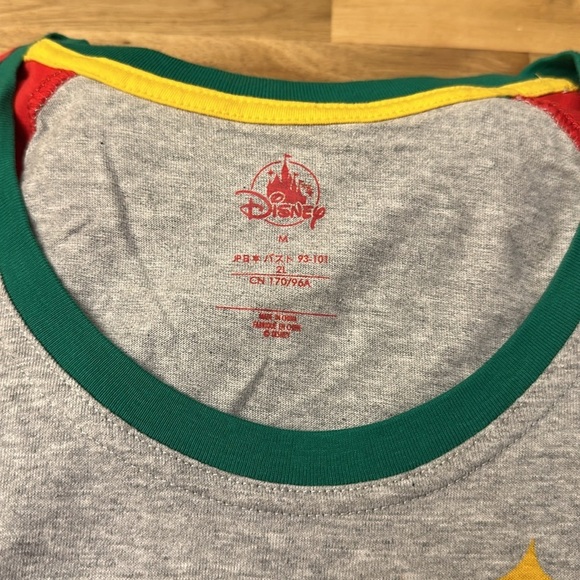 Disney
M
JP日本 バスト 93-101
2L
CN 170/96A
MADE IN CHINA
FABRIQUÉ EN CHINE
© DISNEY